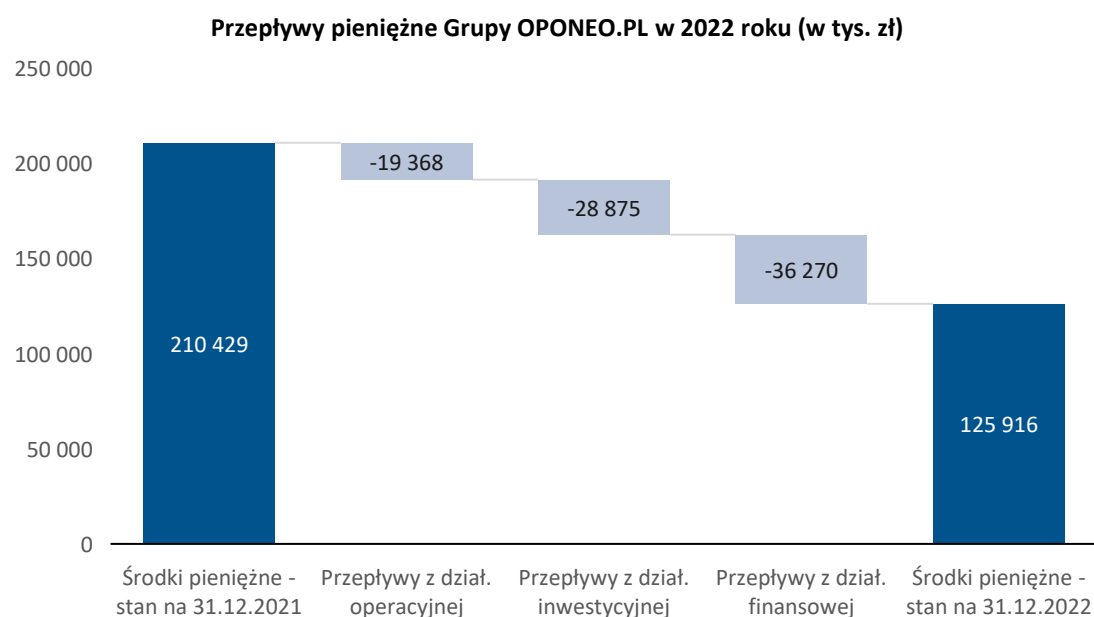 Przepływy pieniężne Grupy OPONEO.PL w 2022 roku (w tys. zł)
250 000
200 000
150 000
100 000
50 000
0
210 429
-19 368
-28 875
-36 270
125 916
Środki pieniężne -
stan na 31.12.2021
Przepływy z dział.
operacyjnej
Przepływy z dział.
inwestycyjnej
Przepływy z dział.
finansowej
Środki pieniężne -
stan na 31.12.2022